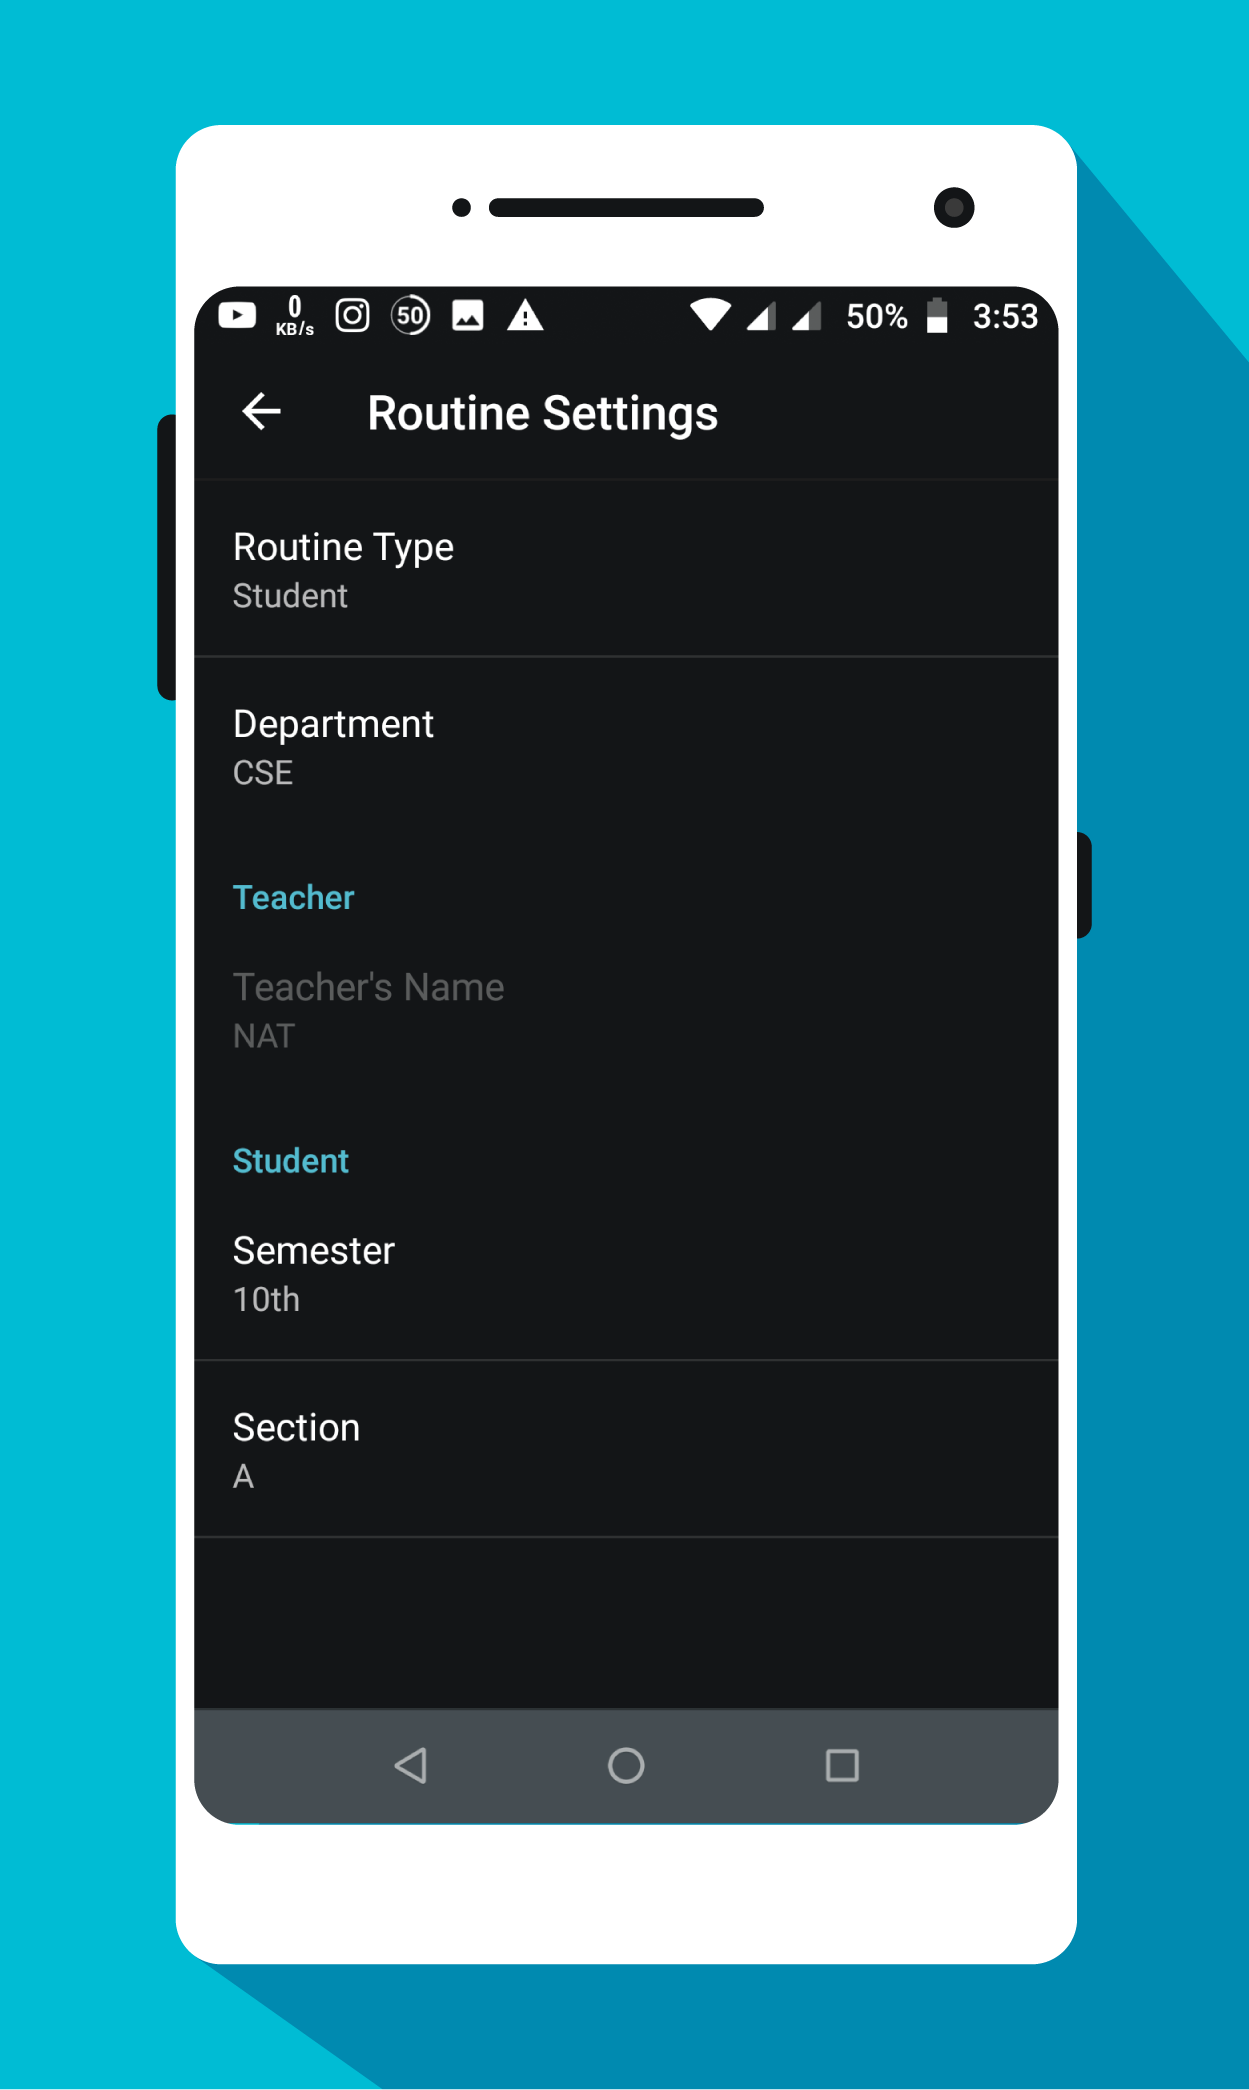 0
KB/s
50
50%
3:53
Routine Settings
Routine Type
Student
Department
CSE
Teacher
Teacher's Name
NAT
Student
Semester
10th
Section
A